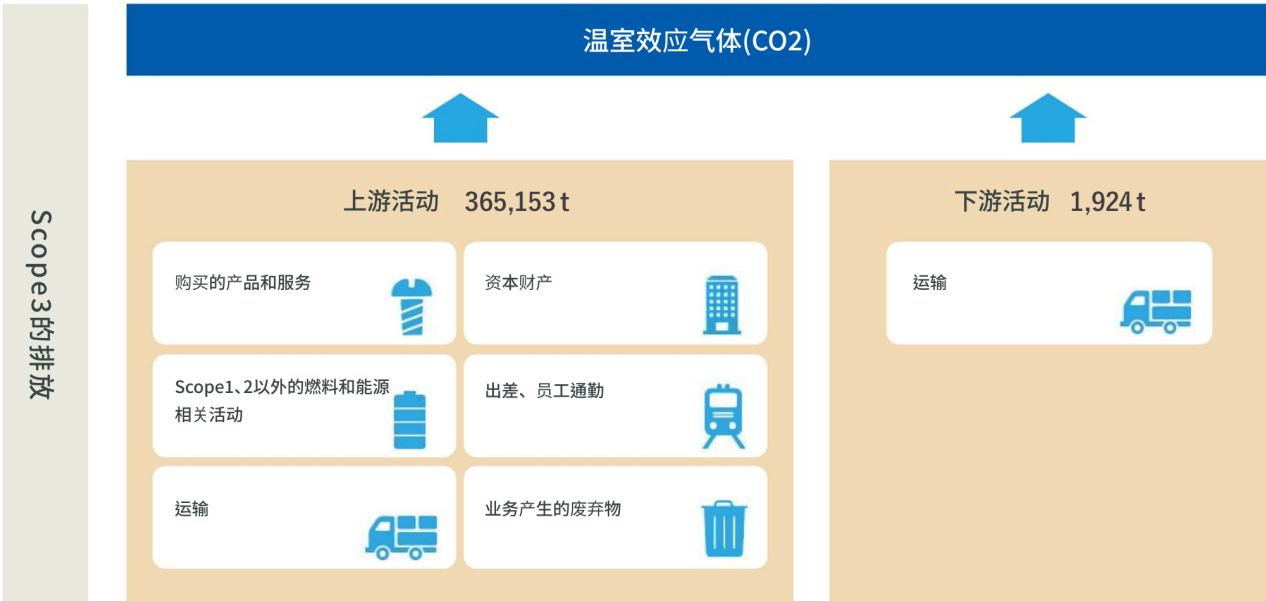 温室效应气体(CO2)
Scope3的排放
上游活动 365,153 t
购买的产品和服务
资本财产
Scope1、2以外的燃料和能源
相关活动
出差、员工通勤
运输
业务产生的废弃物
下游活动 1,924 t
运输